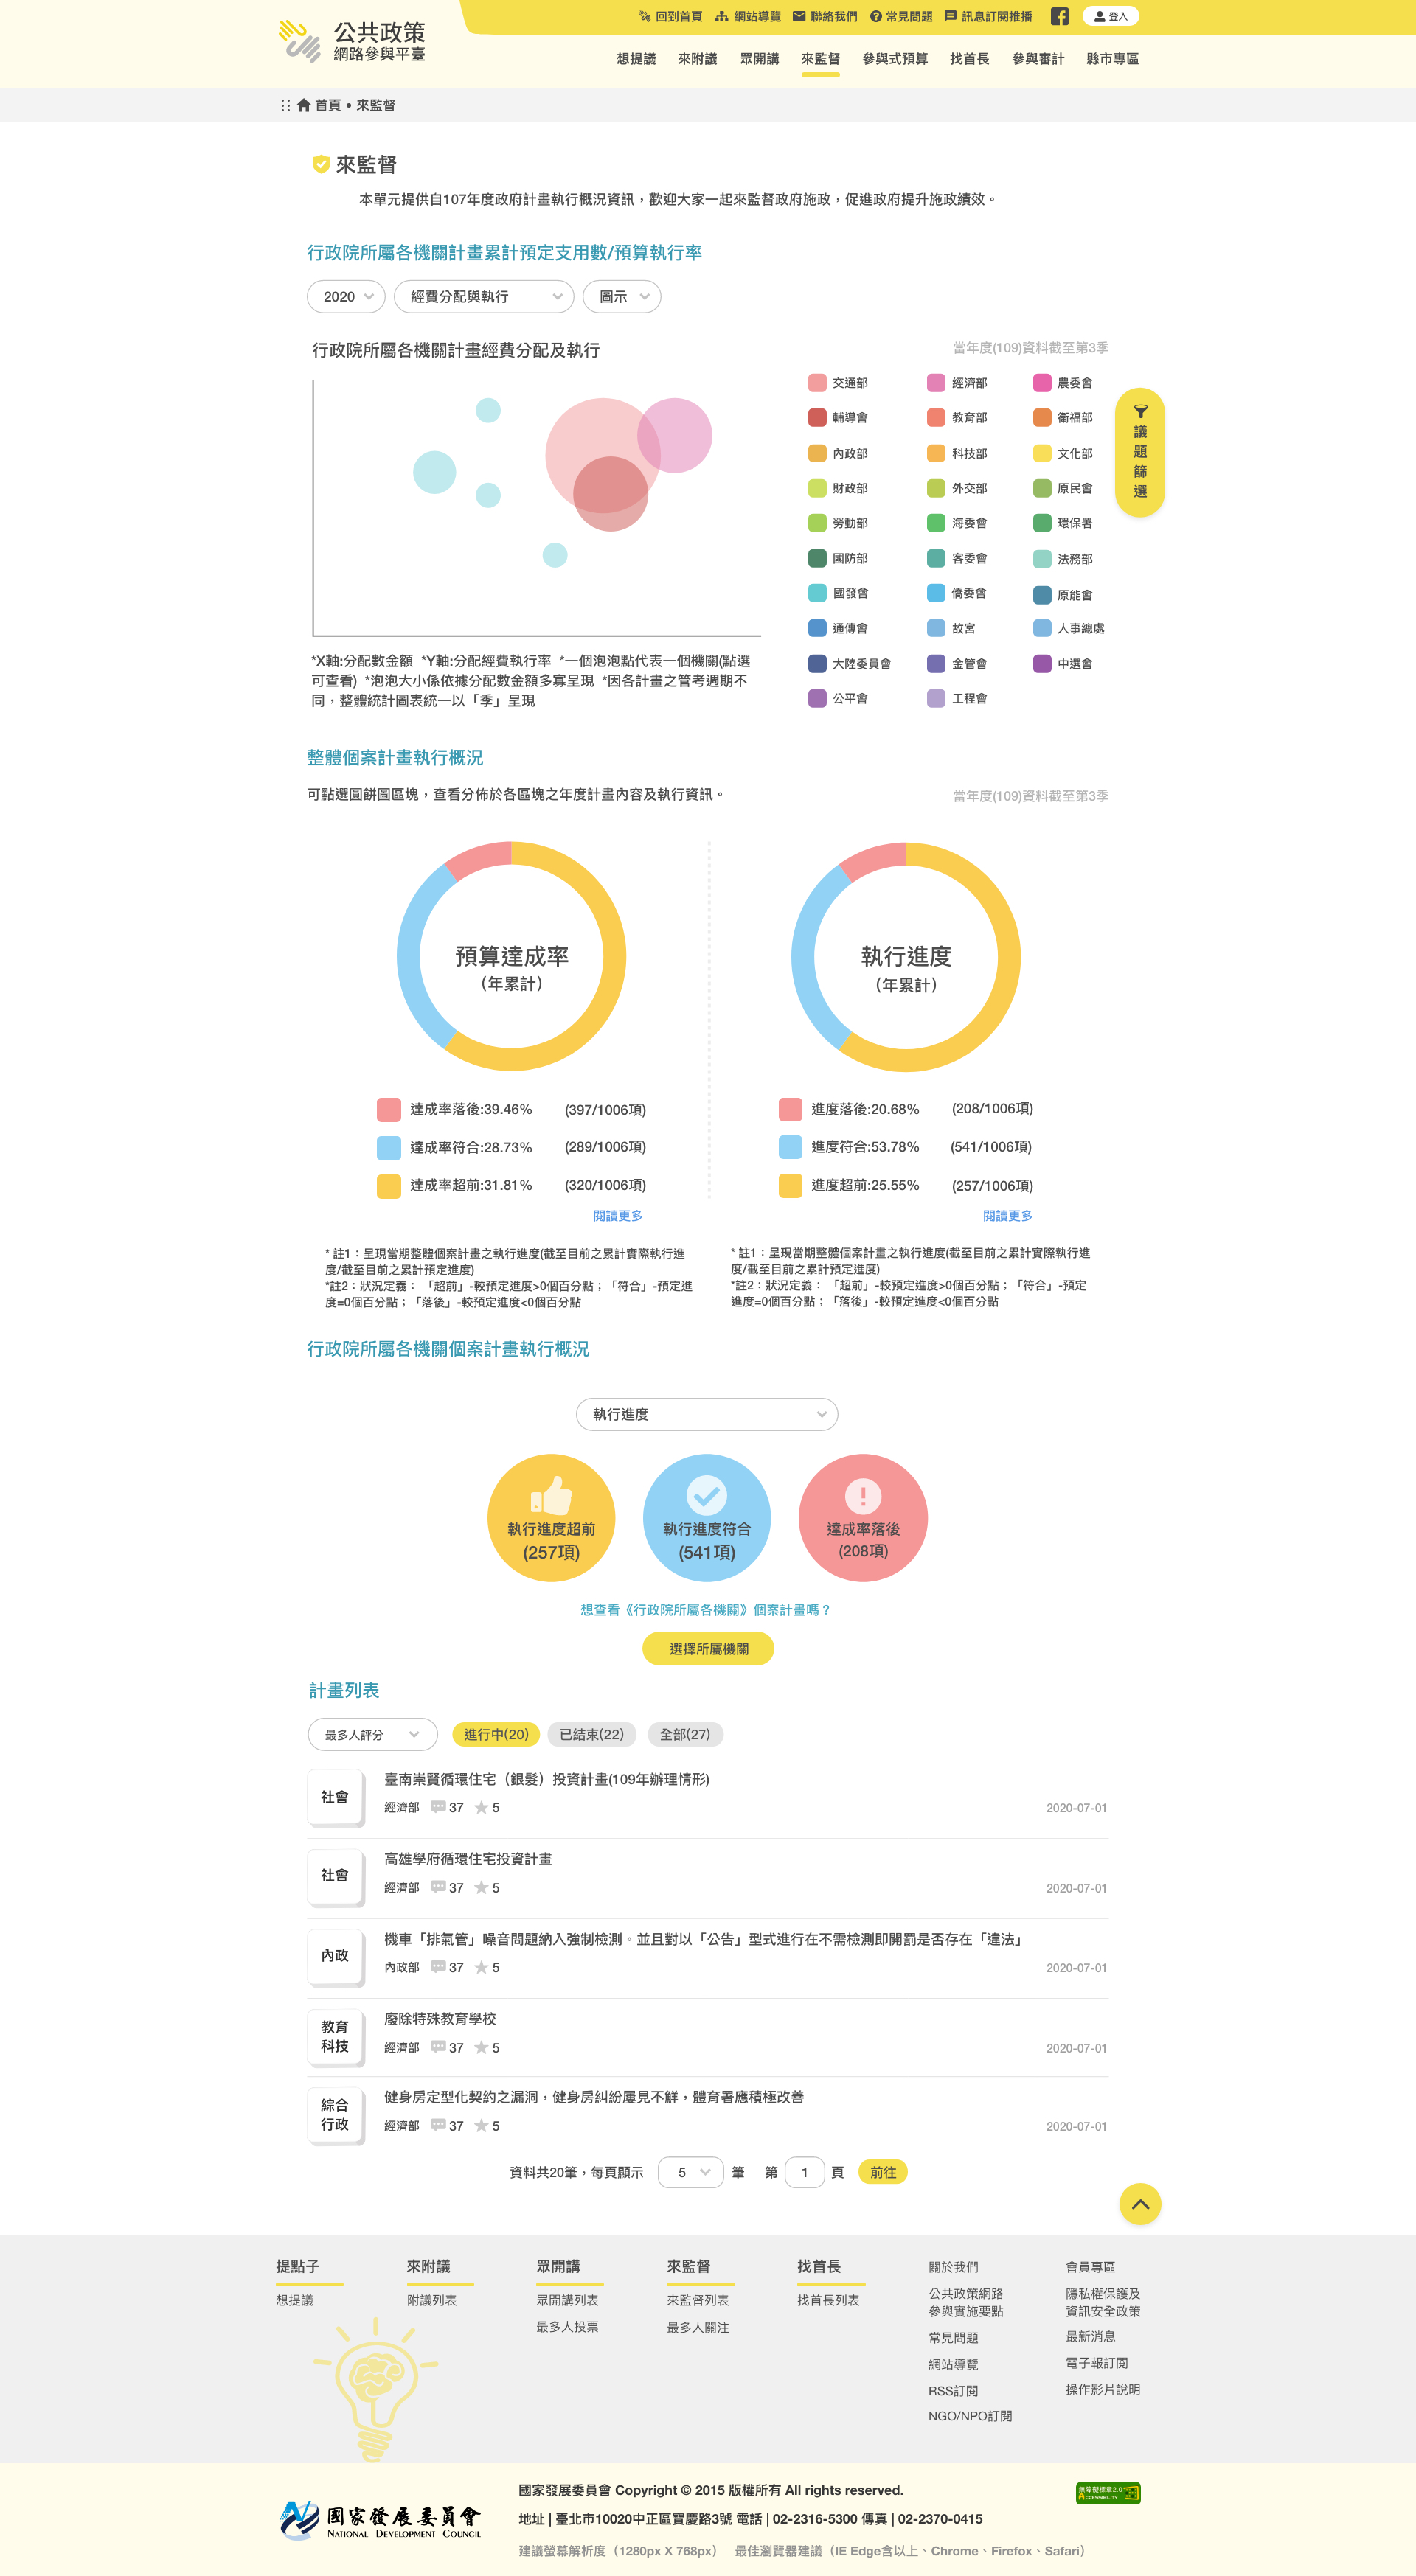 公共政策
網路參與平臺
回到首頁 網站導覽 聯絡我們 常見問題 訊息訂閱推播 登入
想提議 來附議 眾開講 來監督 參與式預算 找首長 參與審計 縣市專區
首頁 • 來監督
來監督
本單元提供自107年度政府計畫執行概況資訊，歡迎大家一起來監督政府施政，促進政府提升施政績效。
行政院所屬各機關計畫累計預定支用數/預算執行率
2020 經費分配與執行 圖示
行政院所屬各機關計畫經費分配及執行
當年度(109)資料截至第3季
交通部 經濟部 農委會
輔導會 教育部 衛福部
內政部 科技部 文化部
財政部 外交部 原民會
勞動部 海委會 環保署
國防部 客委會 法務部
國發會 僑委會 原能會
通傳會 故宮 人事總處
大陸委員會 金管會 中選會
公平會 工程會
議
題
篩
選
*X軸:分配數金額 *Y軸:分配經費執行率 *一個泡泡點代表一個機關(點選
可查看) *泡泡大小係依據分配數金額多寡呈現 *因各計畫之管考週期不
同，整體統計圖表統一以「季」呈現
整體個案計畫執行概況
可點選圓餅圖區塊，查看分佈於各區塊之年度計畫內容及執行資訊。
當年度(109)資料截至第3季
預算達成率
（年累計）
達成率落後:39.46% (397/1006項)
達成率符合:28.73% (289/1006項)
達成率超前:31.81% (320/1006項)
閱讀更多
* 註1：呈現當期整體個案計畫之執行進度(截至目前之累計實際執行進
度/截至目前之累計預定進度)
*註2：狀況定義： 「超前」-較預定進度>0個百分點；「符合」-預定進
度=0個百分點；「落後」-較預定進度<0個百分點
執行進度
（年累計）
進度落後:20.68% (208/1006項)
進度符合:53.78% (541/1006項)
進度超前:25.55% (257/1006項)
閱讀更多
* 註1：呈現當期整體個案計畫之執行進度(截至目前之累計實際執行進
度/截至目前之累計預定進度)
*註2：狀況定義： 「超前」-較預定進度>0個百分點；「符合」-預定
進度=0個百分點；「落後」-較預定進度<0個百分點
行政院所屬各機關個案計畫執行概況
執行進度
執行進度超前
(257項)
執行進度符合
(541項)
達成率落後
(208項)
想查看《行政院所屬各機關》個案計畫嗎？
選擇所屬機關
計畫列表
最多人評分 進行中(20) 已結束(22) 全部(27)
社會
臺南崇賢循環住宅（銀髮）投資計畫(109年辦理情形)
經濟部 37 5 2020-07-01
社會
高雄學府循環住宅投資計畫
經濟部 37 5 2020-07-01
內政
機車「排氣管」噪音問題納入強制檢測。並且對以「公告」型式進行在不需檢測即開罰是否存在「違法」
內政部 37 5 2020-07-01
教育
科技
廢除特殊教育學校
經濟部 37 5 2020-07-01
綜合
行政
健身房定型化契約之漏洞，健身房糾紛屢見不鮮，體育署應積極改善
經濟部 37 5 2020-07-01
資料共20筆，每頁顯示 5 筆 第 1 頁 前往
提點子
想提議
來附議
附議列表
眾開講
眾開講列表
最多人投票
來監督
來監督列表
最多人關注
找首長
找首長列表
關於我們
公共政策網路
參與實施要點
常見問題
網站導覽
RSS訂閱
NGO/NPO訂閱
會員專區
隱私權保護及
資訊安全政策
最新消息
電子報訂閱
操作影片說明
國家發展委員會
NATIONAL DEVELOPMENT COUNCIL
國家發展委員會 Copyright © 2015 版權所有 All rights reserved.
地址 | 臺北市10020中正區寶慶路3號 電話 | 02-2316-5300 傳真 | 02-2370-0415
建議螢幕解析度（1280px X 768px） 最佳瀏覽器建議（IE Edge含以上、Chrome、Firefox、Safari）
無障礙標章2.0
ACCESSIBILITY